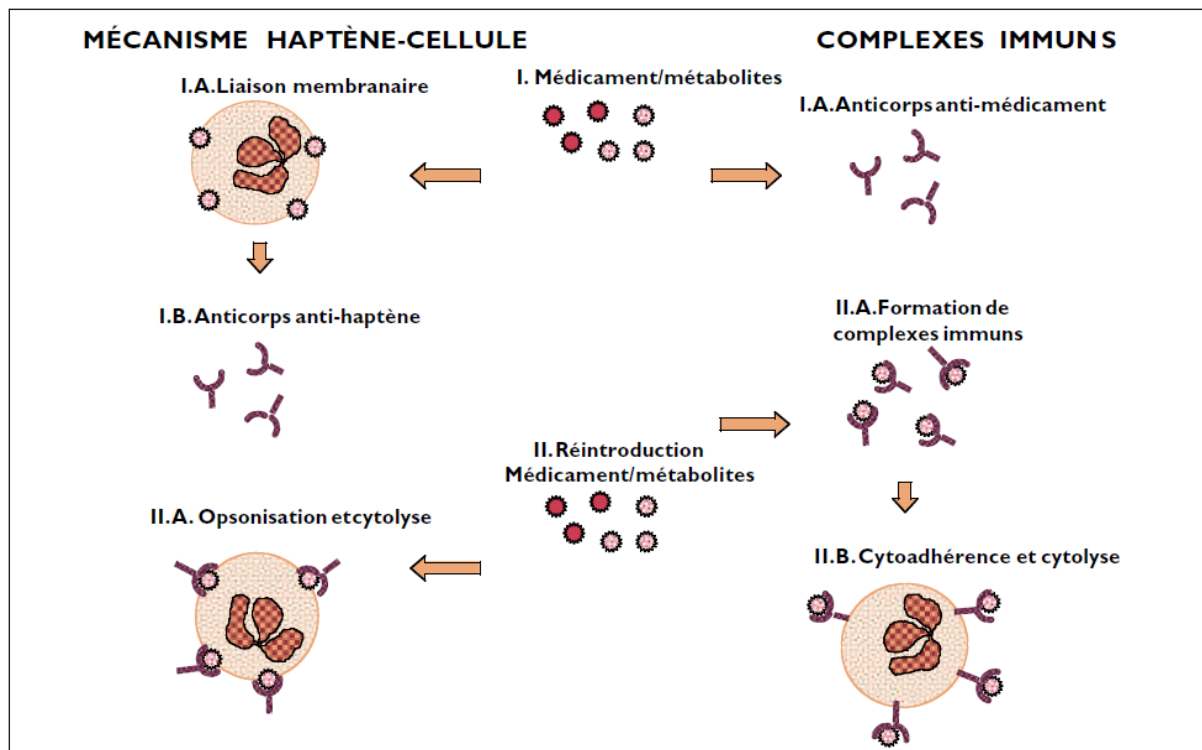 MÉCANISME HAPTÈNE-CELLULE
COMPLEXES IMMUNS
I.A.Liaison membranaire
I. Médicament/métabolites
I.A.Anticorps anti-médicament
I.B.Anticorps anti-haptène
II.A.Formation de
complexes immuns
II.Réintroduction
Médicament/métabolites
II.A. Opsonisation etcytolyse
II.B. Cytoadhérence et cytolyse